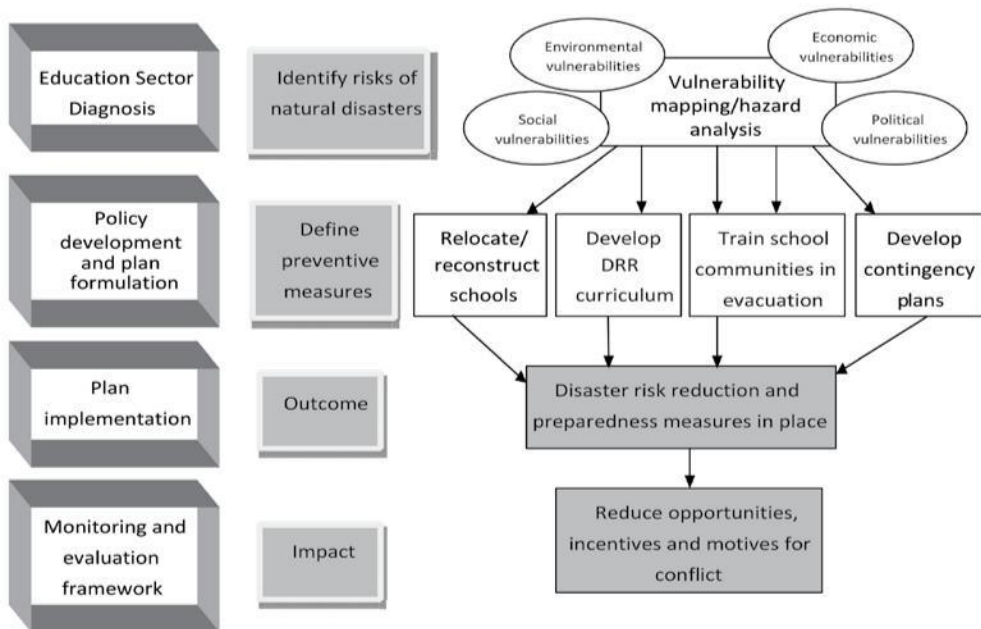 Education Sector
Diagnosis
Identify risks of
natural disasters
Environmental
vulnerabilities
Economic
vulnerabilities
Vulnerability
mapping/hazard
analysis
Social
vulnerabilities
Political
vulnerabilities
Policy
development
and plan
formulation
Define
preventive
measures
Relocate/
reconstruct
schools
Develop
DRR
curriculum
Train school
communities in
evacuation
Develop
contingency
plans
Plan
implementation
Outcome
Disaster risk reduction and
preparedness measures in place
Monitoring and
evaluation
framework
Impact
Reduce opportunities,
incentives and motives for
conflict